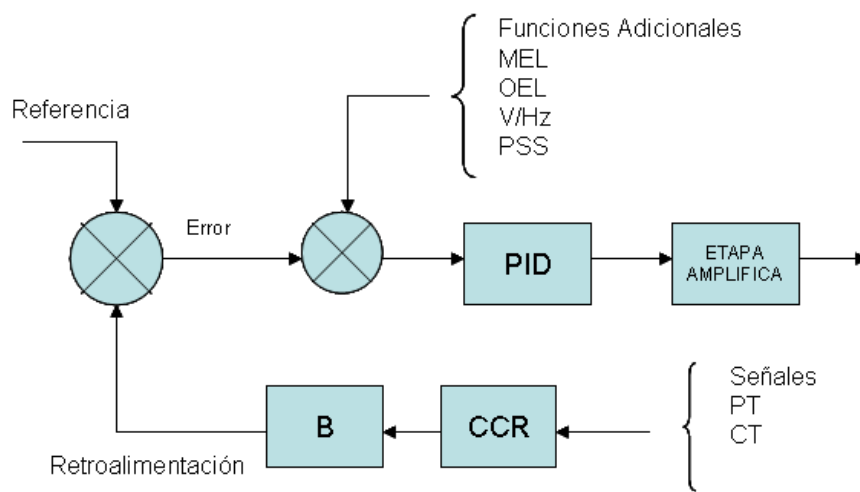 Funciones Adicionales
MEL
OEL
V/Hz
PSS
Referencia
Error
PID
ETAPA
AMPLIFICA
Señales
PT
CT
B
CCR
Retroalimentación